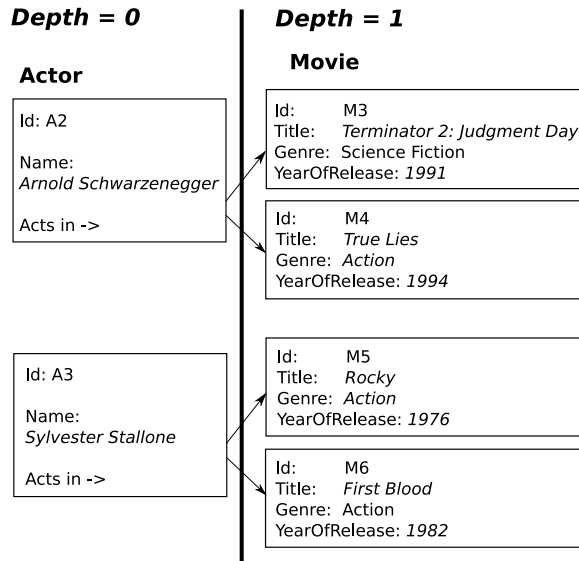 Depth = 0
Depth = 1
Actor
Movie
Id: A2
Name:
Arnold Schwarzenegger
Acts in ->
Id: M3
Title: Terminator 2: Judgment Day
Genre: Science Fiction
YearOfRelease: 1991
Id: M4
Title: True Lies
Genre: Action
YearOfRelease: 1994
Id: A3
Name:
Sylvester Stallone
Acts in ->
Id: M5
Title: Rocky
Genre: Action
YearOfRelease: 1976
Id: M6
Title: First Blood
Genre: Action
YearOfRelease: 1982